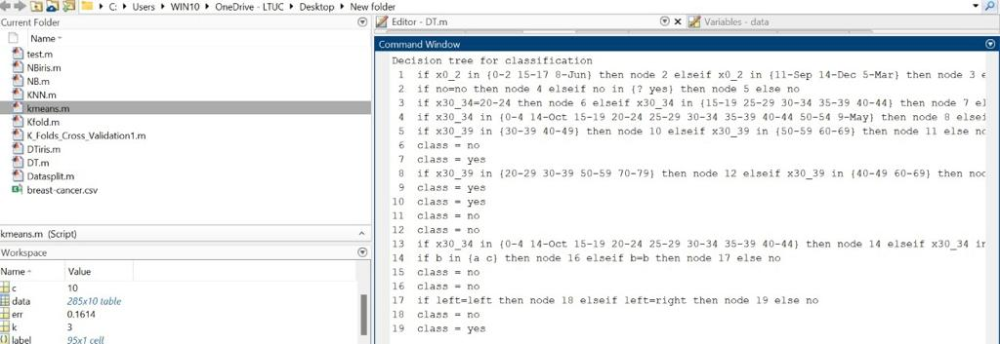 C: Users WIN10 OneDrive - LTUC Desktop New folder
Current Folder
Name
test.m
NBiris.m
NB.m
KNN.m
kmeans.m
Kfold.m
K_Folds_Cross_Validation1.m
DTiris.m
DT.m
Datasplit.m
breast-cancer.csv
kmeans.m (Script)
Workspace
Name Value
c 10
data 285x10 table
err 0.1614
k 3
label 95x1 cell
Editor - DT.m Variables - data
Command Window
Decision tree for classification
1 if x0_2 in {0-2 15-17 8-Jun} then node 2 elseif x0_2 in {11-Sep 14-Dec 5-Mar} then node 3 e
2 if no=no then node 4 elseif no in {? yes} then node 5 else no
3 if x30_34=20-24 then node 6 elseif x30_34 in {15-19 25-29 30-34 35-39 40-44} then node 7 el
4 if x30_34 in {0-4 14-Oct 15-19 20-24 25-29 30-34 35-39 40-44 50-54 9-May} then node 8 elsei
5 if x30_39 in {30-39 40-49} then node 10 elseif x30_39 in {50-59 60-69} then node 11 else no
6 class = no
7 class = yes
8 if x30_39 in {20-29 30-39 50-59 70-79} then node 12 elseif x30_39 in {40-49 60-69} then nod
9 class = yes
10 class = yes
11 class = no
12 class = no
13 if x30_34 in {0-4 14-Oct 15-19 20-24 25-29 30-34 35-39 40-44} then node 14 elseif x30_34 in
14 if b in {a c} then node 16 elseif b=b then node 17 else no
15 class = no
16 class = no
17 if left=left then node 18 elseif left=right then node 19 else no
18 class = no
19 class = yes